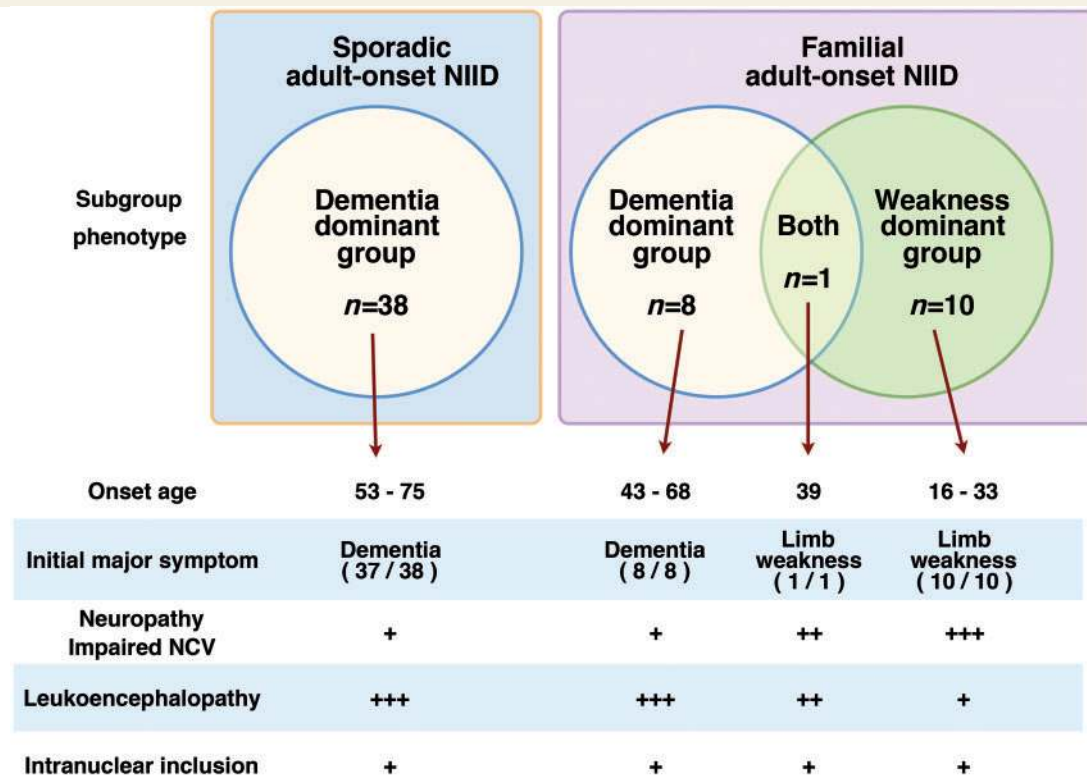 Sporadic
adult-onset NIID
Familial
adult-onset NIID
Subgroup
phenotype
Dementia
dominant
group
n=38
Dementia
dominant
group
n=8
Both
n=1
Weakness
dominant
group
n=10
Onset age 53 - 75 43 - 68 39 16 - 33
Initial major symptom
Dementia
( 37 / 38 )
Dementia
( 8 / 8 )
Limb
weakness
( 1 / 1 )
Limb
weakness
( 10 / 10 )
Neuropathy
Impaired NCV
+ + ++ +++
Leukoencephalopathy +++ +++ ++ +
Intranuclear inclusion + + + +